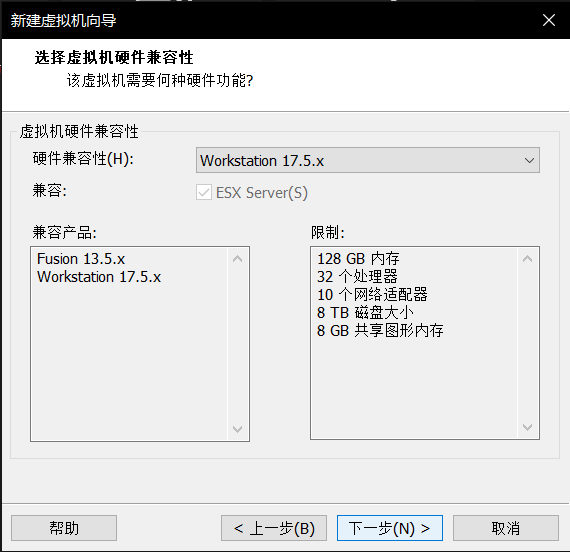 新建虚拟机向导
选择虚拟机硬件兼容性
该虚拟机需要何种硬件功能?
虚拟机硬件兼容性
硬件兼容性(H): Workstation 17.5.x
兼容: ESX Server(S)
兼容产品:
Fusion 13.5.x
Workstation 17.5.x
限制:
128 GB 内存
32 个处理器
10 个网络适配器
8 TB 磁盘大小
8 GB 共享图形内存
帮助 < 上一步(B) 下一步(N) > 取消